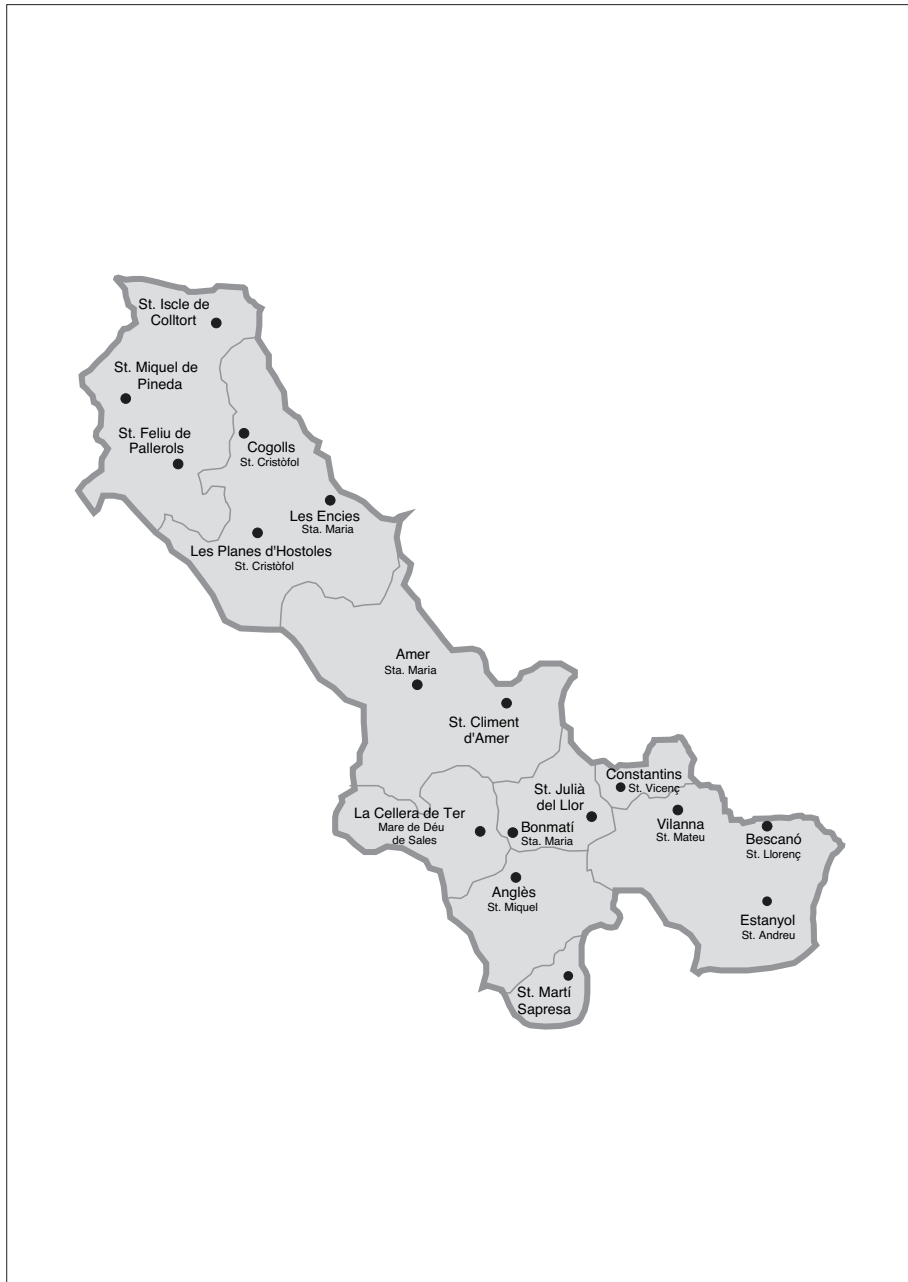 St. Iscle de
Colltort
St. Miquel de
Pineda
St. Feliu de
Pallerols
Cogolls
St. Cristòfol
Les Encies
Sta. Maria
Les Planes d'Hostoles
St. Cristòfol
Amer
Sta. Maria
St. Climent
d'Amer
Constantins
St. Vicenç
St. Julià
del Llor
La Cellera de Ter
Mare de Déu
de Sales
Bonmatí
Sta. Maria
Vilanna
St. Mateu
Bescanó
St. Llorenç
Anglès
St. Miquel
Estanyol
St. Andreu
St. Martí
Sapresa